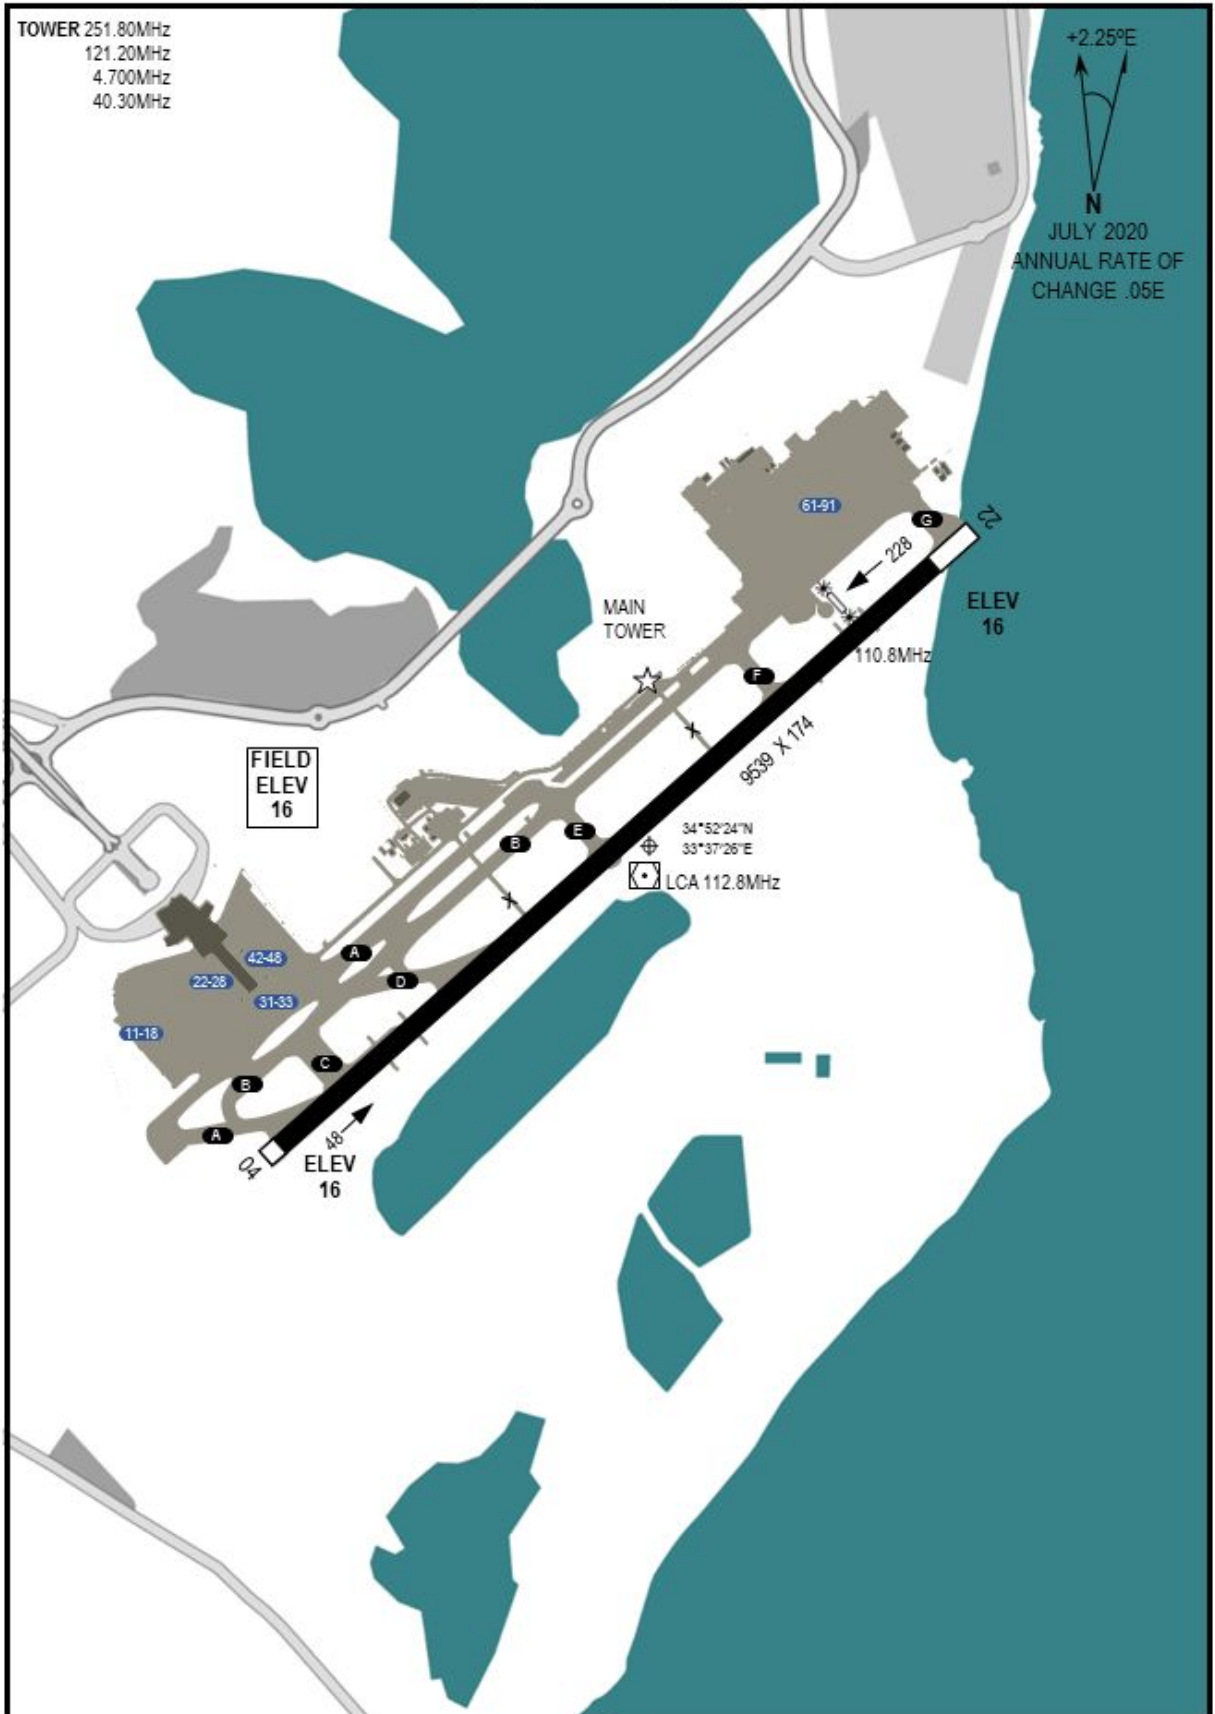 TOWER 251.80MHz
121.20MHz
4.700MHz
40.30MHz
+2.25ºE
N
JULY 2020
ANNUAL RATE OF
CHANGE .05E
61-91
G
22
228
ELEV
16
MAIN
TOWER
110.8MHz
F
9539 X 174
FIELD
ELEV
16
X
E
B
34°52'24"N
33°37'26"E
LCA 112.8MHz
X
A
42-48
D
22-28
31-33
11-18
C
B
A
48
04
ELEV
16